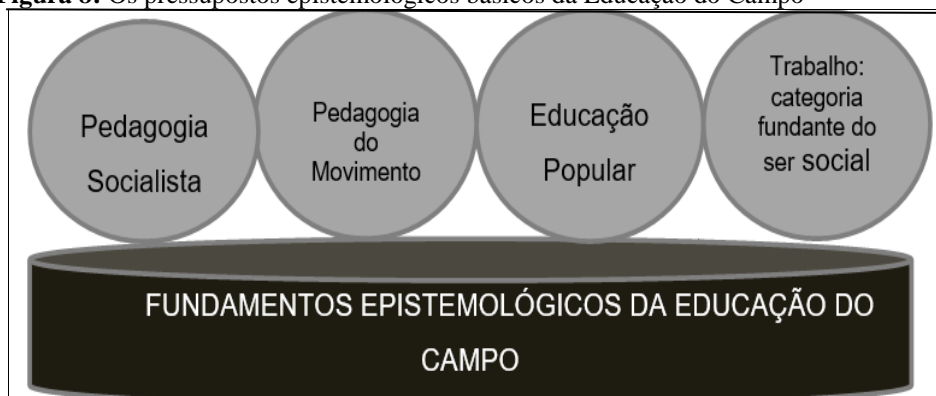 Figura 8: Os pressupostos epistemológicos básicos da Educação do Campo
Pedagogia
Socialista
Pedagogia
do
Movimento
Educação
Popular
Trabalho:
categoria
fundante do
ser social
FUNDAMENTOS EPISTEMOLÓGICOS DA EDUCAÇÃO DO
CAMPO